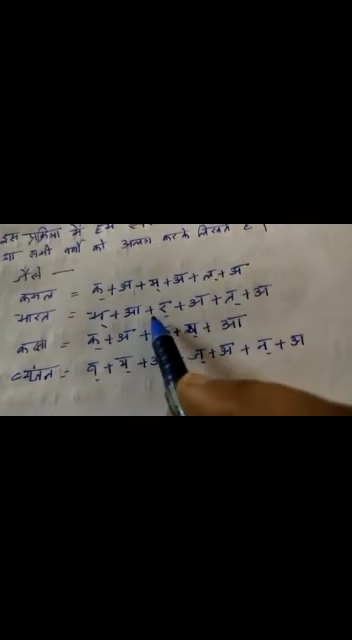 इस प्रक्रिया में हम
या सभी वर्णों को अलग करके लिखते हैं।
जैसे —
कमल = क्+अ+म्+अ+ल्+अ
भारत = भ्+आ+र्+अ+त्+अ
कक्षा = क्+अ+ + ष्+आ
व्यंजन = व्+य्+ ज्+अ+न्+अ